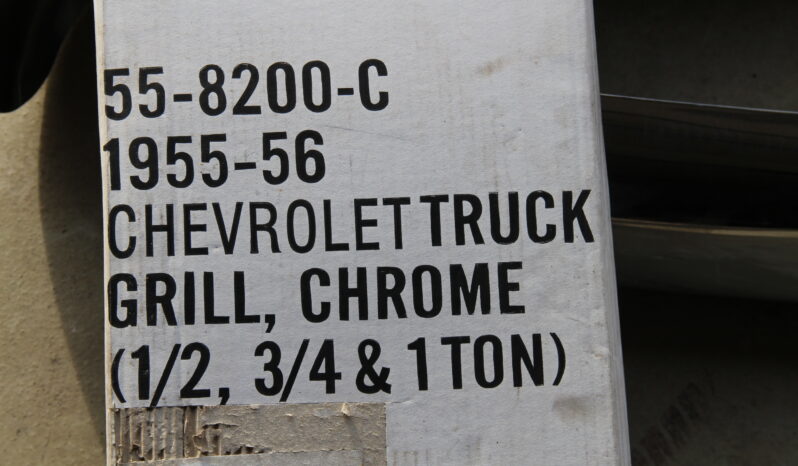 55-8200-C
1955-56
CHEVROLET TRUCK
GRILL, CHROME
(1/2, 3/4 & 1 TON)